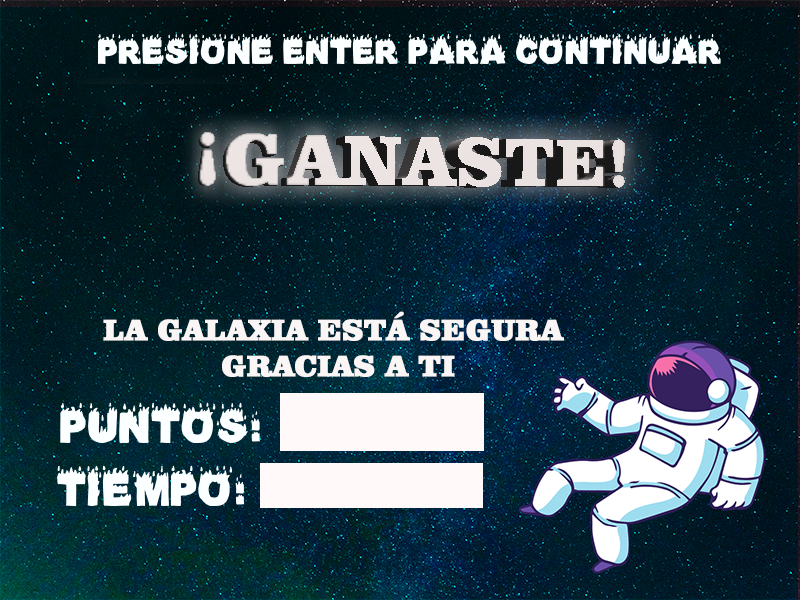 PRESIONE ENTER PARA CONTINUAR
¡GANASTE!
LA GALAXIA ESTÁ SEGURA
GRACIAS A TI
PUNTOS:
TIEMPO: